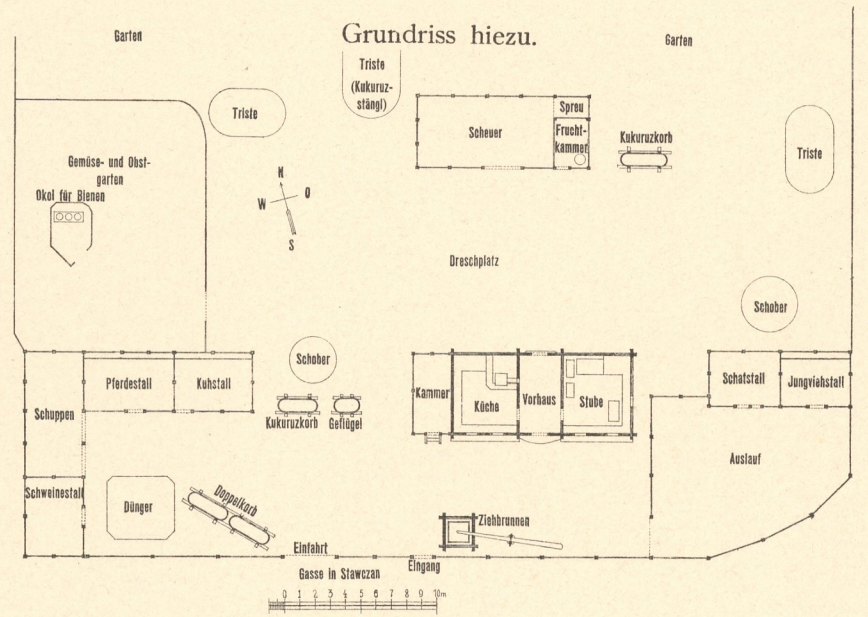 Grundriss hiezu.
Garten
Garten
Triste
(Kukuruz-
stängl)
Triste
Scheuer
Spreu
Frucht-
kammer
Kukuruzkorb
Triste
Gemüse- und Obst-
garten
Okol für Bienen
N
W O
S
Dreschplatz
Schober
Schober
Pferdestall
Kuhstall
Schuppen
Kukuruzkorb
Geflügel
Kammer
Küche
Vorhaus
Stube
Schafstall
Jungviehstall
Auslauf
Schweinestall
Dünger
Doppelkorb
Ziehbrunnen
Einfahrt
Eingang
Gasse in Stawczan
0 1 2 3 4 5 6 7 8 9 10m